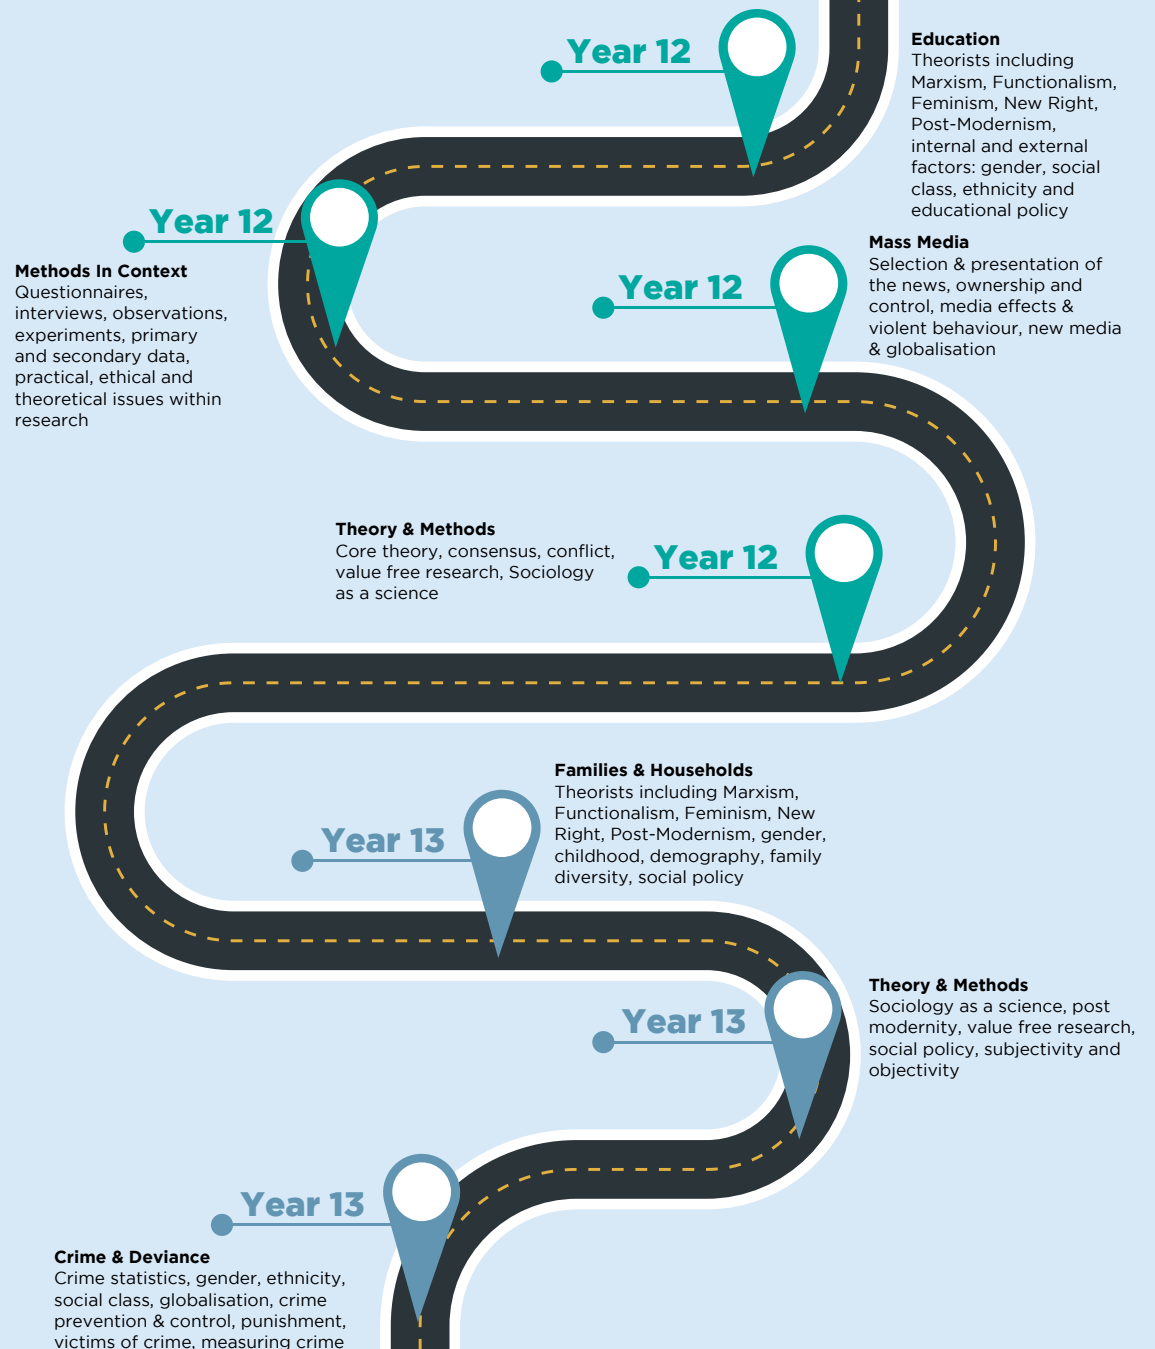 Year 12
Education
Theorists including
Marxism, Functionalism,
Feminism, New Right,
Post-Modernism,
internal and external
factors: gender, social
class, ethnicity and
educational policy
Year 12
Methods In Context
Questionnaires,
interviews, observations,
experiments, primary
and secondary data,
practical, ethical and
theoretical issues within
research
Year 12
Mass Media
Selection & presentation of
the news, ownership and
control, media effects &
violent behaviour, new media
& globalisation
Theory & Methods
Core theory, consensus, conflict,
value free research, Sociology
as a science
Year 12
Year 13
Families & Households
Theorists including Marxism,
Functionalism, Feminism, New
Right, Post-Modernism, gender,
childhood, demography, family
diversity, social policy
Year 13
Theory & Methods
Sociology as a science, post
modernity, value free research,
social policy, subjectivity and
objectivity
Year 13
Crime & Deviance
Crime statistics, gender, ethnicity,
social class, globalisation, crime
prevention & control, punishment,
victims of crime, measuring crime